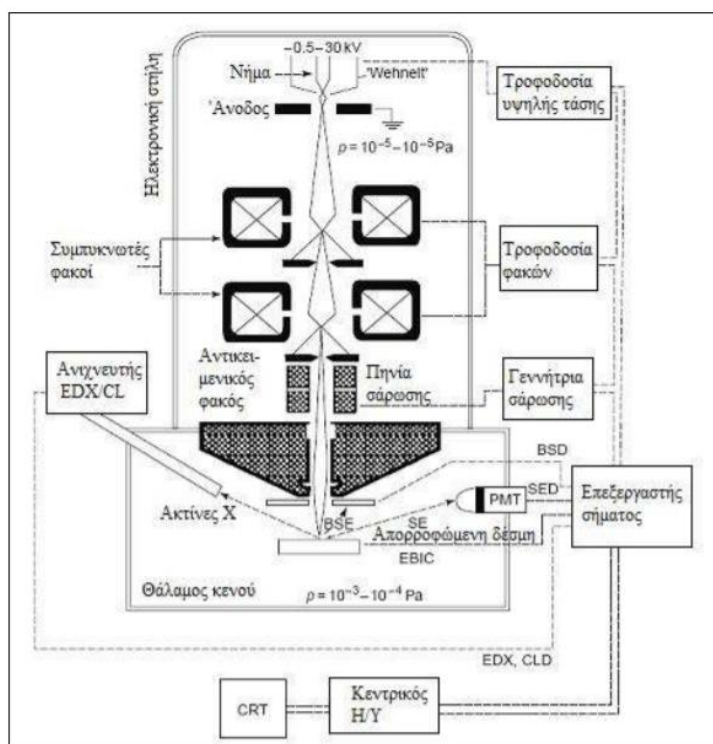 −0.5−30 kV
Νήμα
"Wehnelt"
Άνοδος
p = 10⁻⁵ − 10⁻⁵ Pa
Ηλεκτρονική στήλη
Τροφοδοσία
υψηλής τάσης
Συμπυκνωτές
φακοί
Τροφοδοσία
φακών
Ανιχνευτής
EDX/CL
Αντικει-
μενικός
φακός
Πηνία
σάρωσης
Γεννήτρια
σάρωσης
BSD
Ακτίνες Χ
BSE
SE
PMT
SED
Επεξεργαστής
σήματος
Απορροφώμενη δέσμη
EBIC
Θάλαμος κενού
p = 10⁻³ − 10⁻⁴ Pa
EDX, CLD
CRT
Κεντρικός
Η/Υ